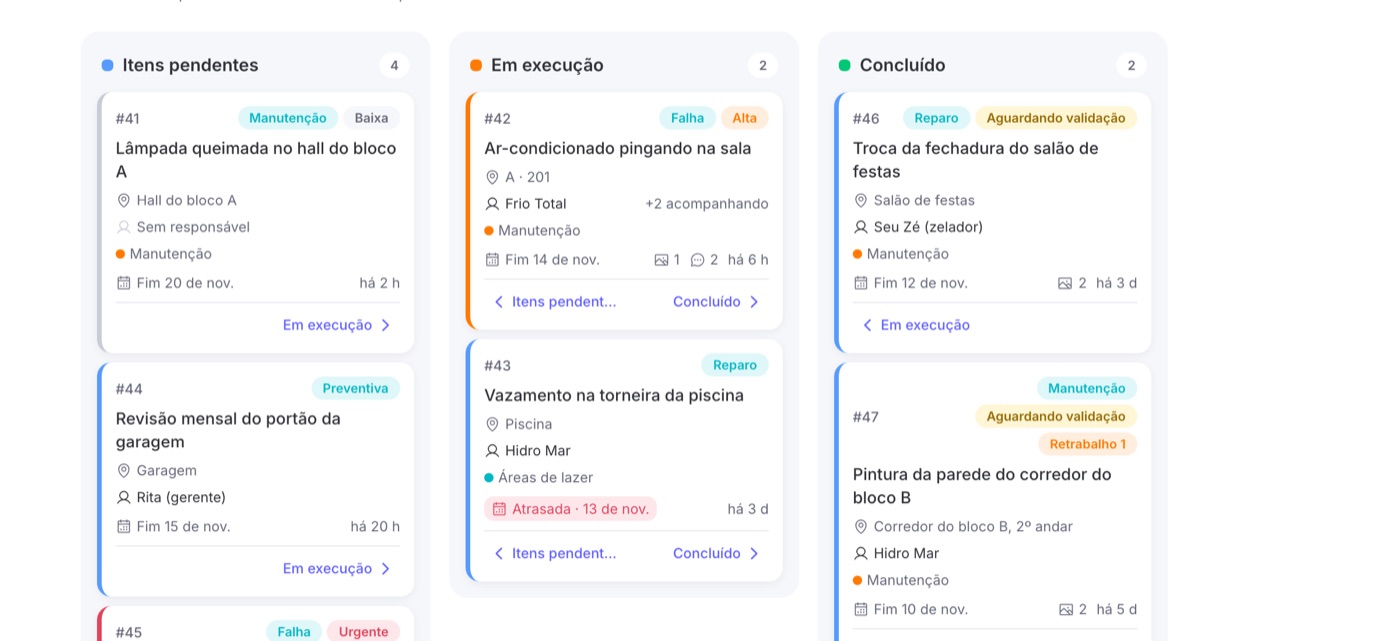 Itens pendentes
4
#41
Manutenção
Baixa
Lâmpada queimada no hall do bloco
A
Hall do bloco A
Sem responsável
Manutenção
Fim 20 de nov.
há 2 h
Em execução
#44
Preventiva
Revisão mensal do portão da
garagem
Garagem
Rita (gerente)
Fim 15 de nov.
há 20 h
Em execução
#45
Falha
Urgente
Em execução
2
#42
Falha
Alta
Ar-condicionado pingando na sala
A · 201
Frio Total
+2 acompanhando
Manutenção
Fim 14 de nov.
1
2
há 6 h
Itens pendent...
Concluído
#43
Reparo
Vazamento na torneira da piscina
Piscina
Hidro Mar
Áreas de lazer
Atrasada · 13 de nov.
há 3 d
Itens pendent...
Concluído
Concluído
2
#46
Reparo
Aguardando validação
Troca da fechadura do salão de
festas
Salão de festas
Seu Zé (zelador)
Manutenção
Fim 12 de nov.
2
há 3 d
Em execução
#47
Manutenção
Aguardando validação
Retrabalho 1
Pintura da parede do corredor do
bloco B
Corredor do bloco B, 2º andar
Hidro Mar
Manutenção
Fim 10 de nov.
2
há 5 d